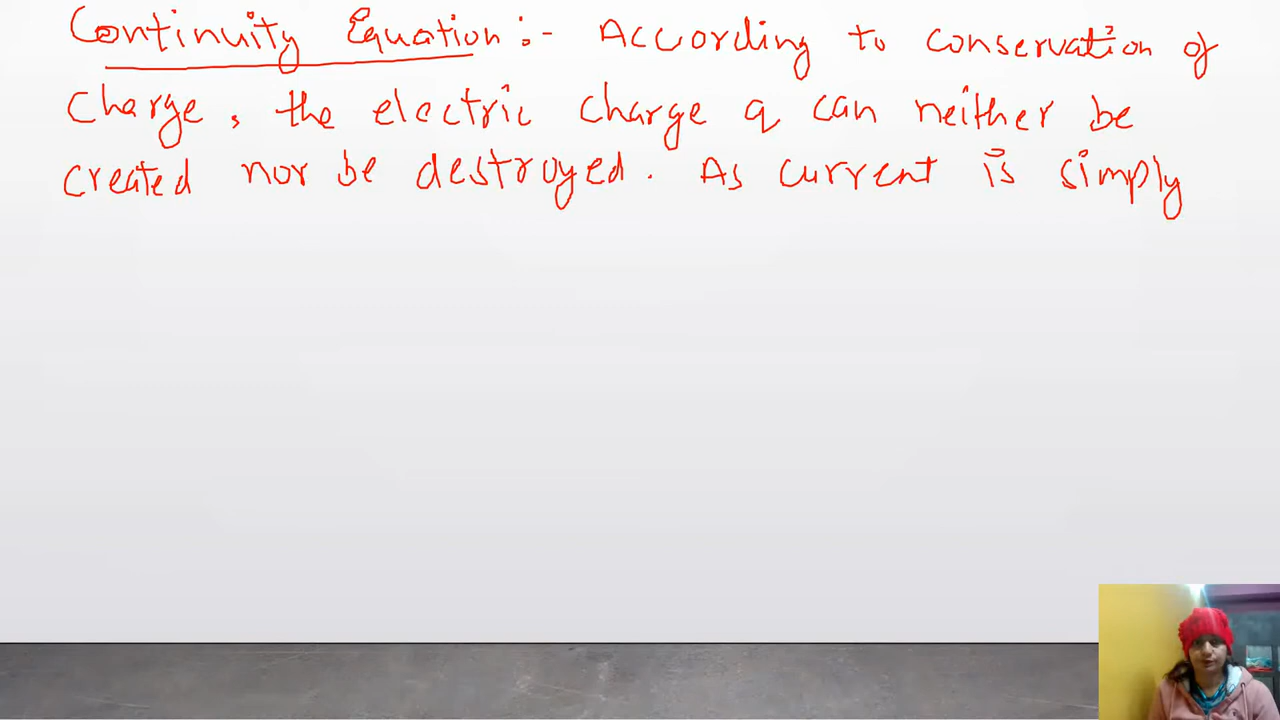 Continuity Equation :- According to conservation of
Charge, the electric charge q can neither be
created nor be destroyed. As current is simply